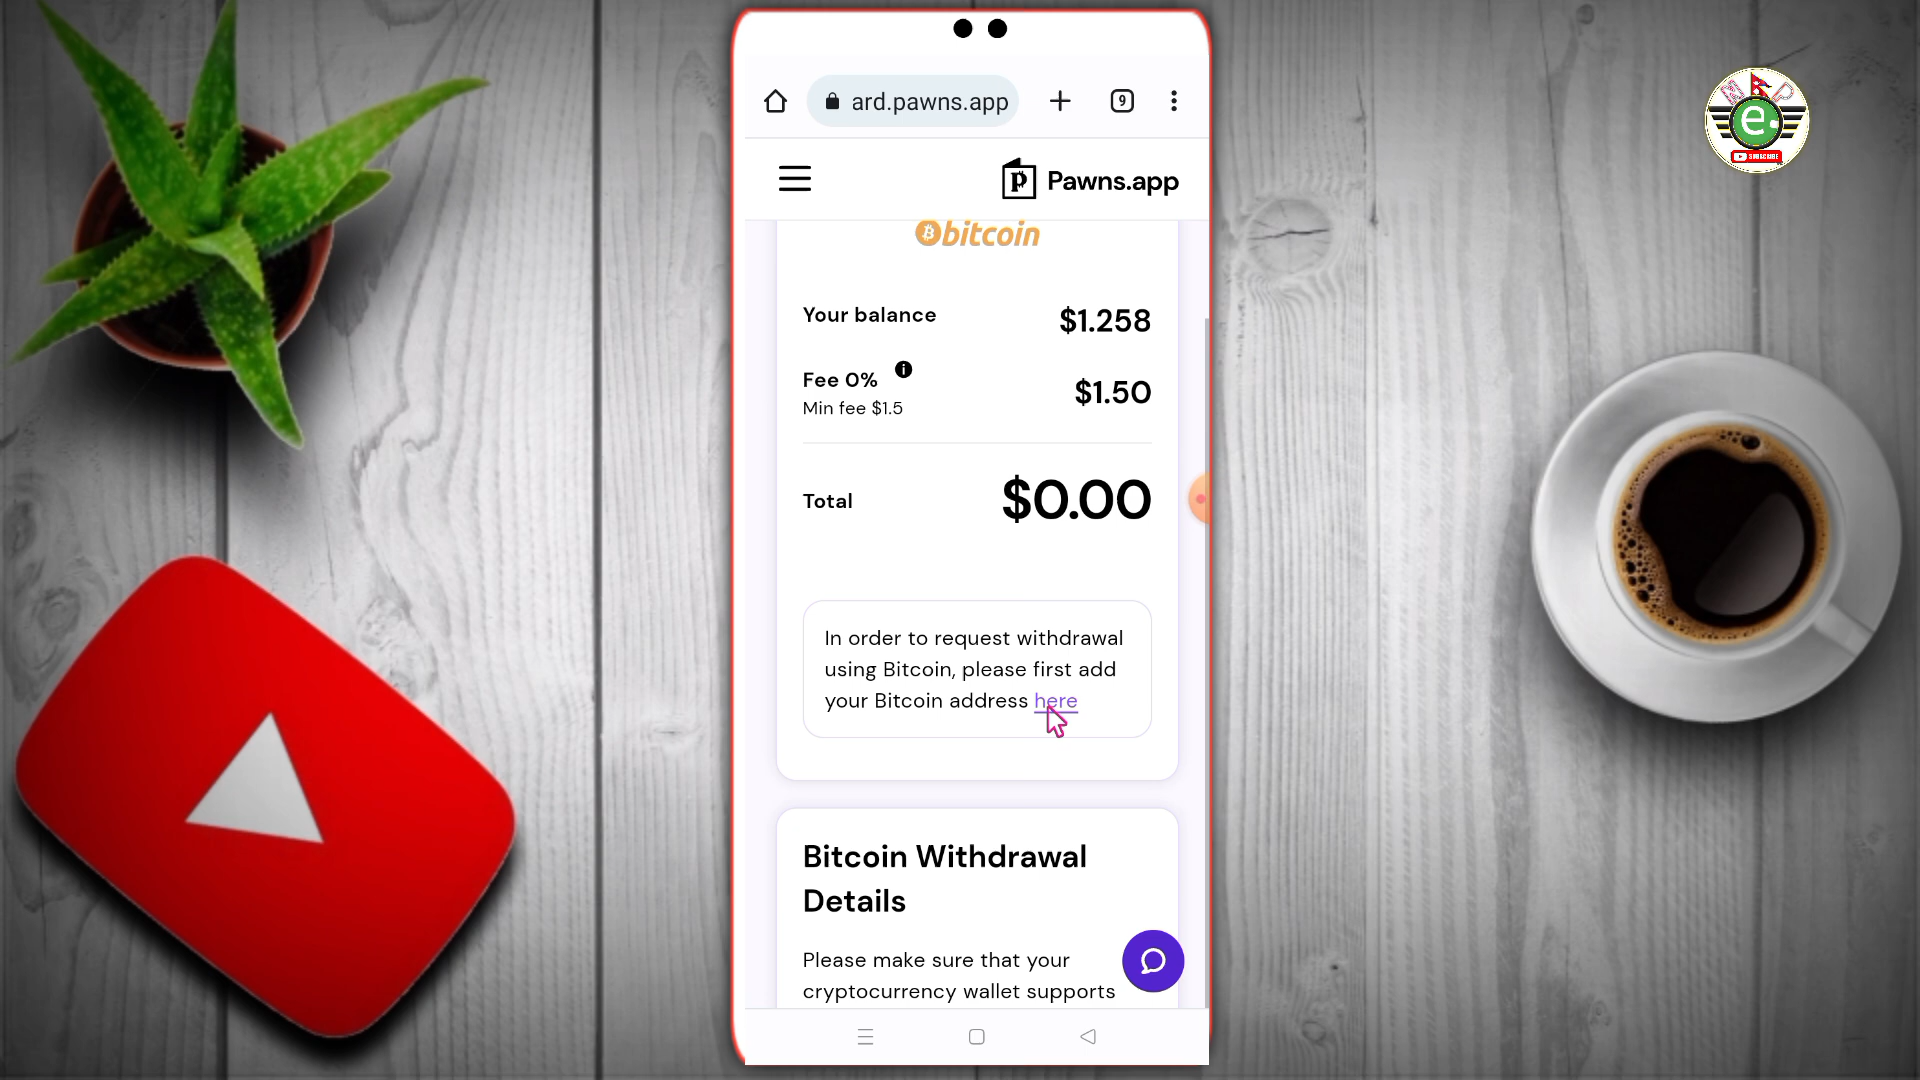 N P
e
SUBSCRIBE
9
ard.pawns.app
Pawns.app
bitcoin
Your balance
$1.258
Fee 0%
$1.50
Min fee $1.5
Total
$0.00
In order to request withdrawal
using Bitcoin, please first add
your Bitcoin address here
Bitcoin Withdrawal
Details
Please make sure that your
cryptocurrency wallet supports